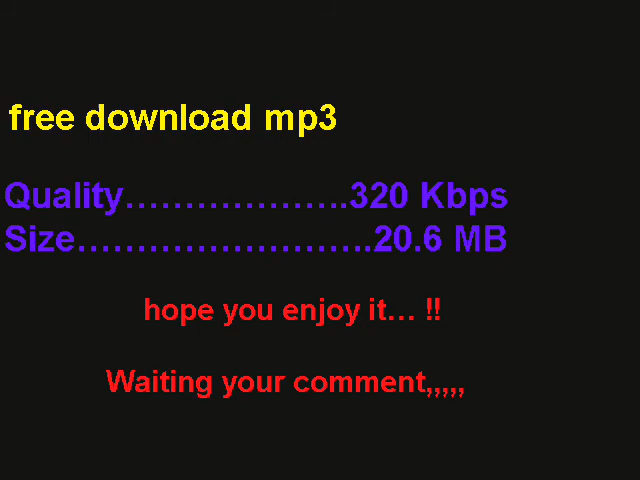 free download mp3
Quality……………….…320 Kbps
Size…………………….20.6 MB
hope you enjoy it… !!
Waiting your comment,,,,,